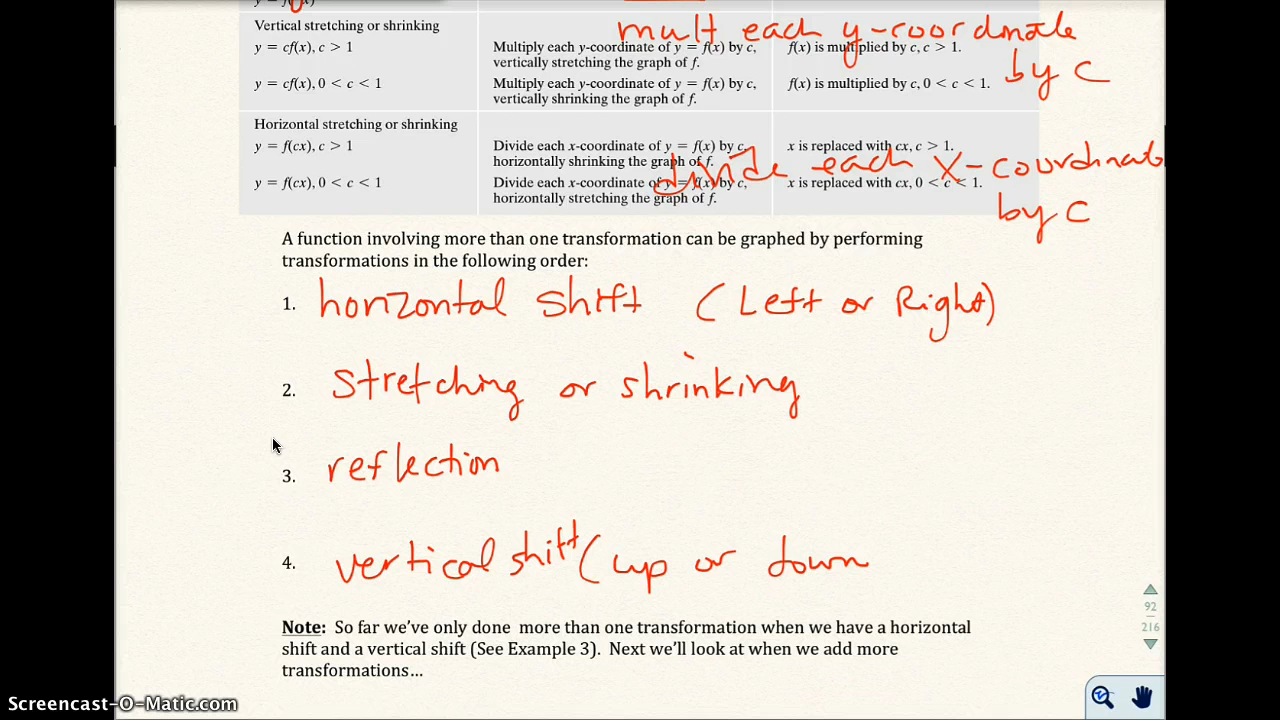 Vertical stretching or shrinking
mult each y-coordinate
y = cf(x), c > 1
Multiply each y-coordinate of y = f(x) by c,
vertically stretching the graph of f.
f(x) is multiplied by c, c > 1.
by c
y = cf(x), 0 < c < 1
Multiply each y-coordinate of y = f(x) by c,
vertically shrinking the graph of f.
f(x) is multiplied by c, 0 < c < 1.
Horizontal stretching or shrinking
y = f(cx), c > 1
Divide each x-coordinate of y = f(x) by c,
horizontally shrinking the graph of f.
x is replaced with cx, c > 1.
divide each x-coordinat
by c
y = f(cx), 0 < c < 1
Divide each x-coordinate of y = f(x) by c,
horizontally stretching the graph of f.
x is replaced with cx, 0 < c < 1.
A function involving more than one transformation can be graphed by performing
transformations in the following order:
1. horizontal shift (Left or Right)
2. stretching or shrinking
3. reflection
4. vertical shift (up or down
Note: So far we've only done more than one transformation when we have a horizontal
shift and a vertical shift (See Example 3). Next we'll look at when we add more
transformations...
92
216
Screencast-O-Matic.com